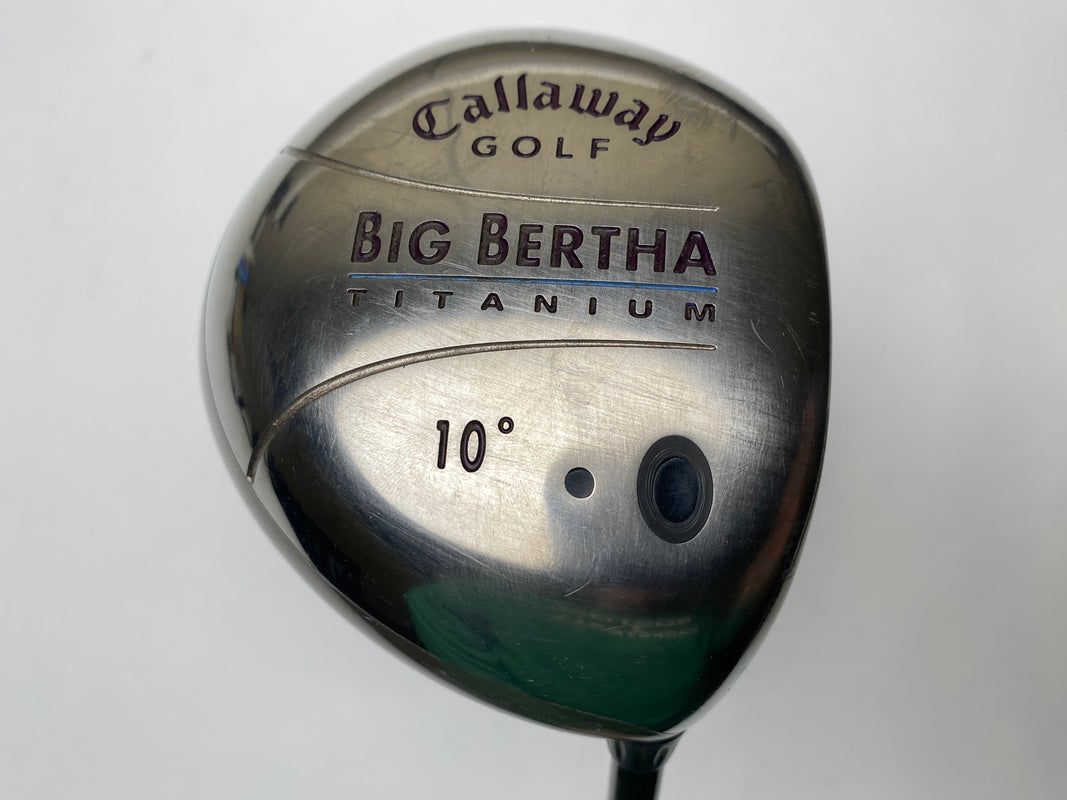 Callaway
GOLF
BIG BERTHA
TITANIUM
10°